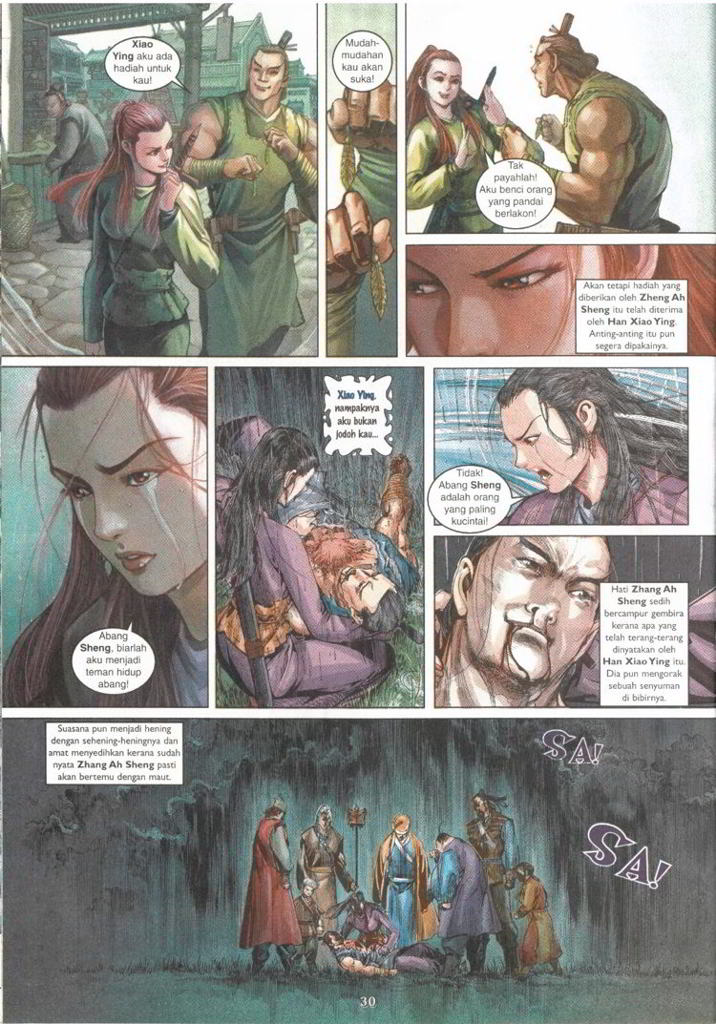 Xiao
Ying aku ada
hadiah untuk
kau!
Mudah-
mudahan
kau akan
suka!
Tak
payahlah!
Aku benci orang
yang pandai
berlakon!
Akan tetapi hadiah yang
diberikan oleh Zheng Ah
Sheng itu telah diterima
oleh Han Xiao Ying.
Anting-anting itu pun
segera dipakainya.
Abang
Sheng, biarlah
aku menjadi
teman hidup
abang!
Xiao Ying,
nampaknya
aku bukan
jodoh kau...
Tidak!
Abang Sheng
adalah orang
yang paling
kucintai!
Hati Zhang Ah
Sheng sedih
bercampur gembira
kerana apa yang
telah terang-terang
dinyatakan oleh
Han Xiao Ying itu.
Dia pun mengorak
sebuah senyuman
di bibirnya.
Suasana pun menjadi hening
dengan sehening-heningnya dan
amat menyedihkan kerana sudah
nyata Zhang Ah Sheng pasti
akan bertemu dengan maut.
SA!
SA!
30